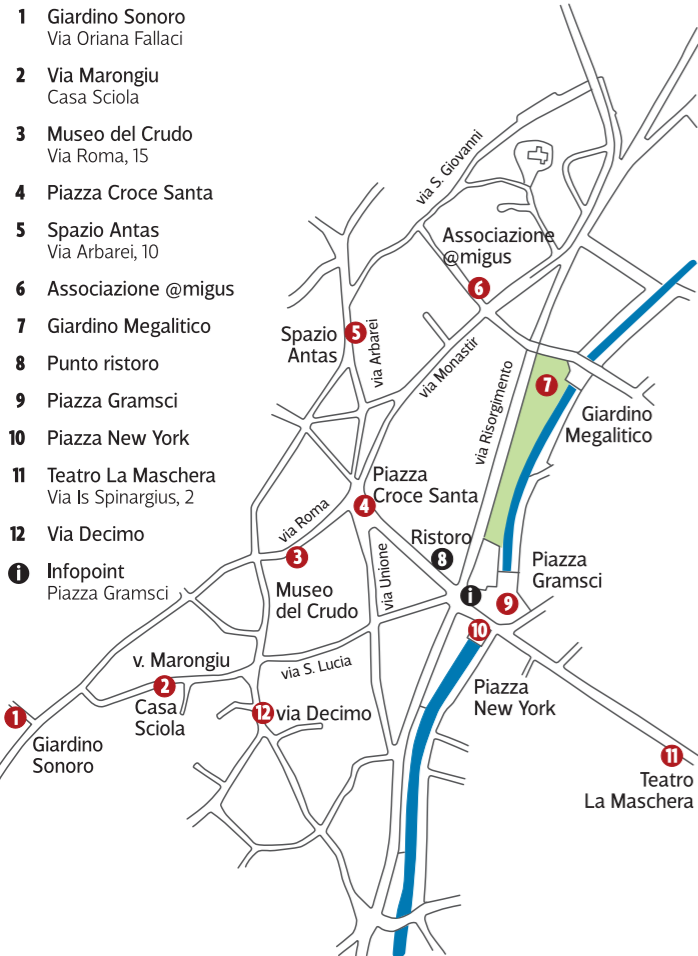 1 Giardino Sonoro
Via Oriana Fallaci
2 Via Marongiu
Casa Sciola
3 Museo del Crudo
Via Roma, 15
4 Piazza Croce Santa
5 Spazio Antas
Via Arbarei, 10
6 Associazione @migus
7 Giardino Megalitico
8 Punto ristoro
9 Piazza Gramsci
10 Piazza New York
11 Teatro La Maschera
Via Is Spinargius, 2
12 Via Decimo
i Infopoint
Piazza Gramsci
via S. Giovanni
Associazione
@migus
6
Spazio
Antas
5
via Arbarei
via Monastir
via Risorgimento
7
Giardino
Megalitico
Piazza
Croce Santa
4
via Roma
3
Museo
del Crudo
via Unione
Ristoro
8
i
Piazza
Gramsci
9
10
Piazza
New York
v. Marongiu
2
Casa
Sciola
via S. Lucia
12 via Decimo
1
Giardino
Sonoro
11
Teatro
La Maschera